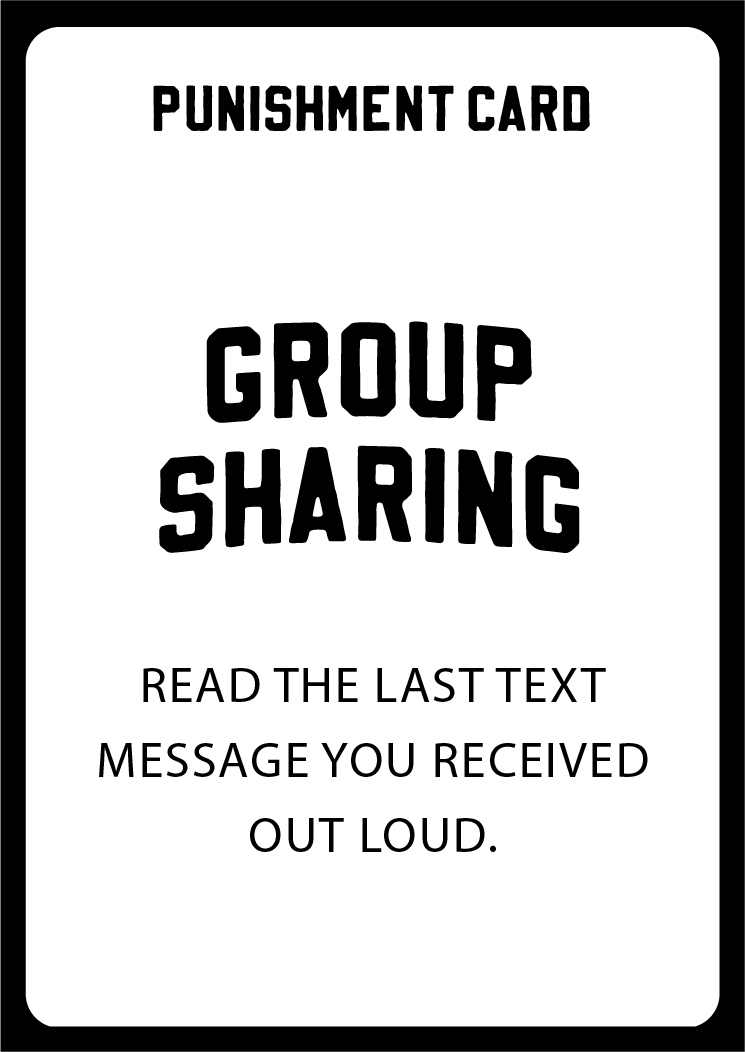 PUNISHMENT CARD
GROUP
SHARING
READ THE LAST TEXT
MESSAGE YOU RECEIVED
OUT LOUD.